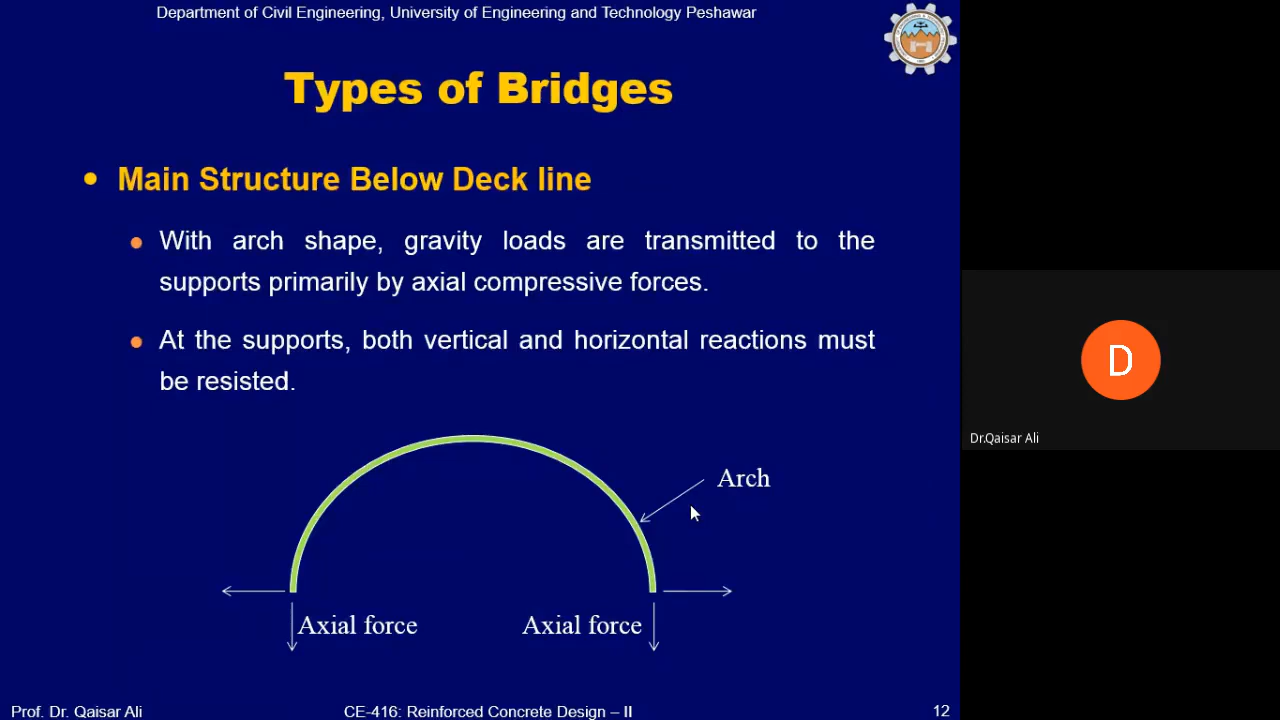 Department of Civil Engineering, University of Engineering and Technology Peshawar
Types of Bridges
• Main Structure Below Deck line
• With arch shape, gravity loads are transmitted to the
supports primarily by axial compressive forces.
• At the supports, both vertical and horizontal reactions must
be resisted.
Arch
Axial force
Axial force
Prof. Dr. Qaisar Ali
CE-416: Reinforced Concrete Design – II
12
D
Dr.Qaisar Ali